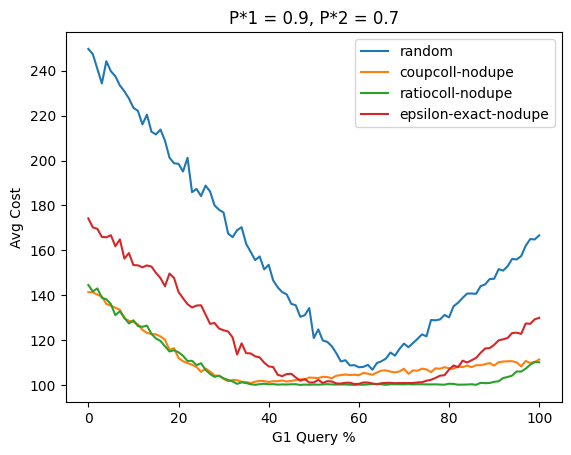 P*1 = 0.9, P*2 = 0.7
random
coupcoll-nodupe
ratiocoll-nodupe
epsilon-exact-nodupe
Avg Cost
240
220
200
180
160
140
120
100
0
20
40
60
80
100
G1 Query %